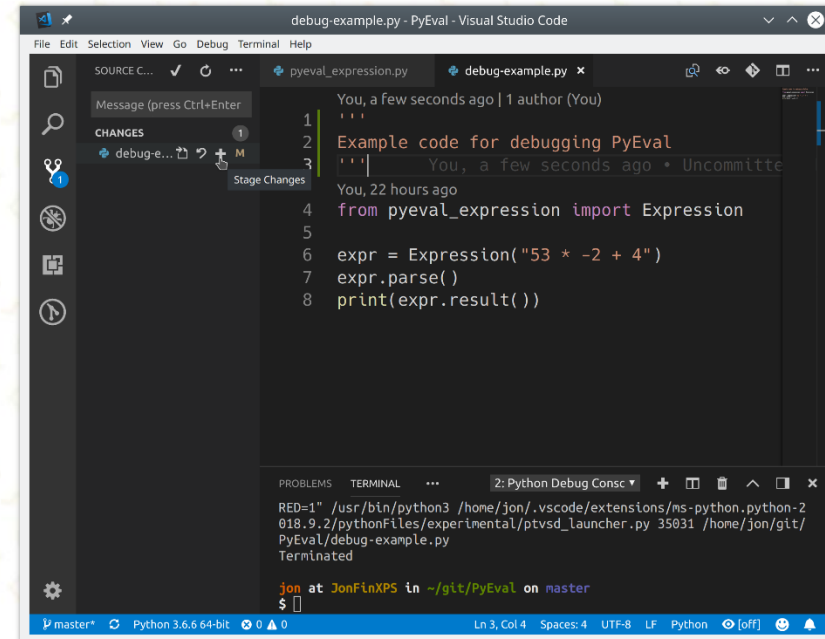 debug-example.py - PyEval - Visual Studio Code
File Edit Selection View Go Debug Terminal Help
SOURCE C...
pyeval_expression.py
debug-example.py
Message (press Ctrl+Enter
CHANGES 1
debug-e... M
1
Stage Changes
You, a few seconds ago | 1 author (You)
1 '''
2 Example code for debugging PyEval
3 ''' You, a few seconds ago • Uncommitte
You, 22 hours ago
4 from pyeval_expression import Expression
5
6 expr = Expression("53 * -2 + 4")
7 expr.parse()
8 print(expr.result())
PROBLEMS TERMINAL ••• 2: Python Debug Consc
RED=1" /usr/bin/python3 /home/jon/.vscode/extensions/ms-python.python-2
018.9.2/pythonFiles/experimental/ptvsd_launcher.py 35031 /home/jon/git/
PyEval/debug-example.py
Terminated
jon at JonFinXPS in ~/git/PyEval on master
$
master* Python 3.6.6 64-bit 0 0 Ln 3, Col 4 Spaces: 4 UTF-8 LF Python [off]